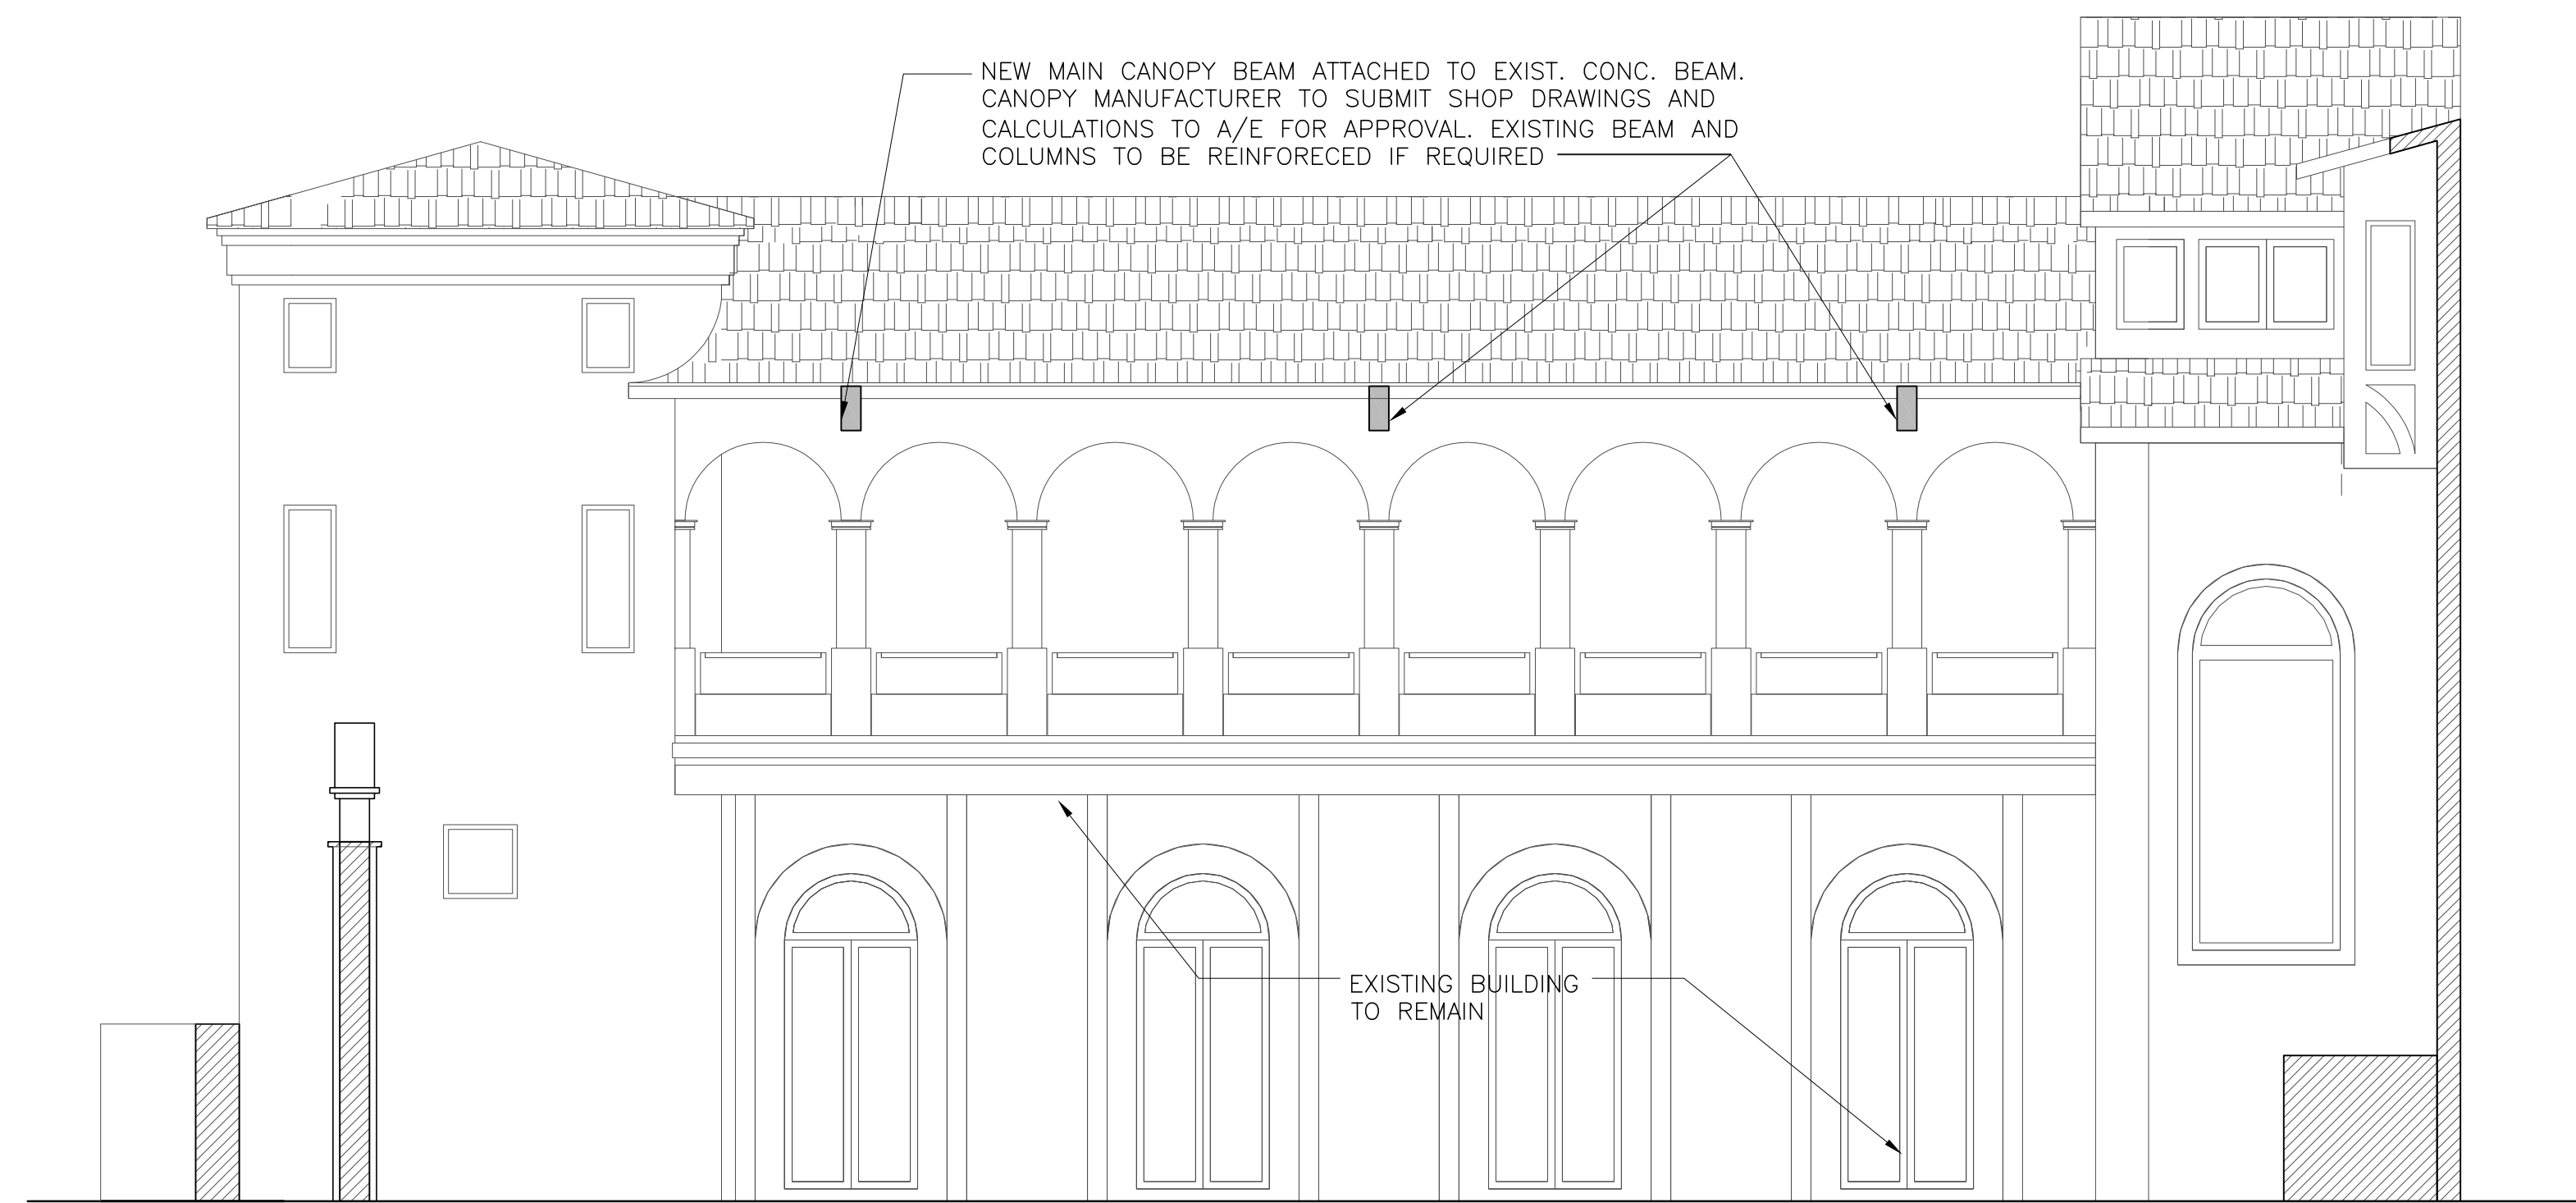 NEW MAIN CANOPY BEAM ATTACHED TO EXIST. CONC. BEAM.
CANOPY MANUFACTURER TO SUBMIT SHOP DRAWINGS AND
CALCULATIONS TO A/E FOR APPROVAL. EXISTING BEAM AND
COLUMNS TO BE REINFORECED IF REQUIRED
EXISTING BUILDING
TO REMAIN